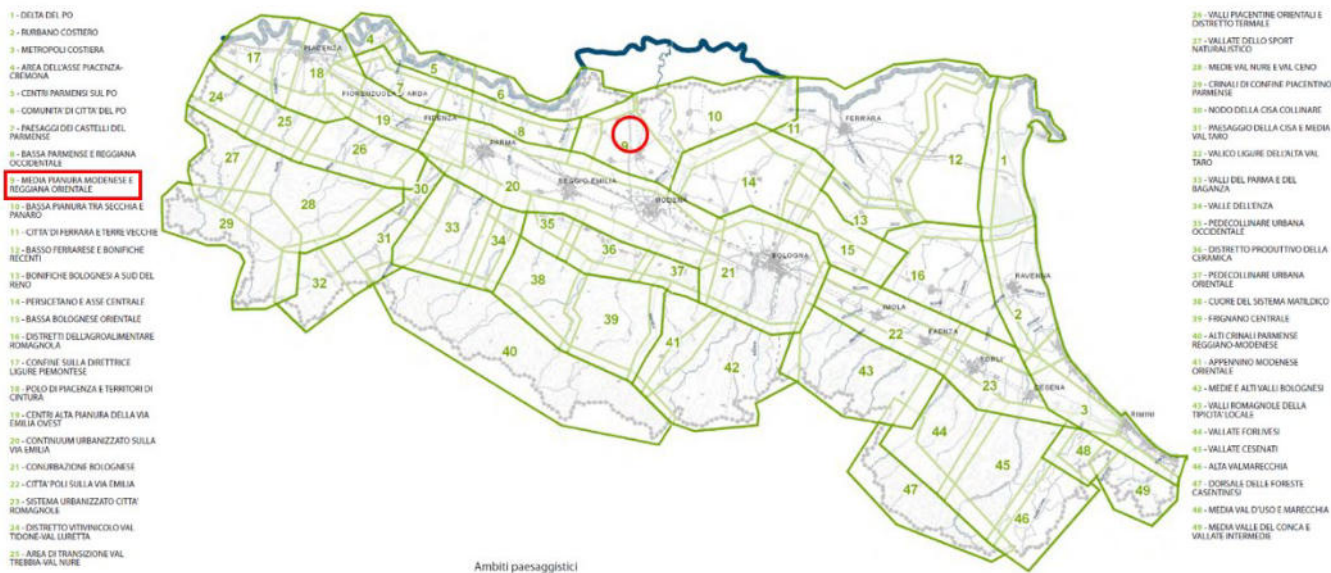 1 - DELTA DEL PO
2 - RURBANO COSTIERO
3 - METROPOLI COSTIERA
4 - AREA DELL'ASSE PIACENZA-
CREMONA
5 - CENTRI PARMENSI SUL PO
6 - COMUNITA' DI CITTA' DEL PO
7 - PAESAGGI DEI CASTELLI DEL
PARMENSE
8 - BASSA PARMENSE E REGGIANA
OCCIDENTALE
9 - MEDIA PIANURA MODENESE E
REGGIANA ORIENTALE
10 - BASSA PIANURA TRA SECCHIA E
PANARO
11 - CITTA' DI FERRARA E TERRE VECCHIE
12 - BASSO FERRARESE E BONIFICHE
RECENTI
13 - BONIFICHE BOLOGNESI A SUD DEL
RENO
14 - PERSICETANO E ASSE CENTRALE
15 - BASSA BOLOGNESE ORIENTALE
16 - DISTRETTI DELL'AGROALIMENTARE
ROMAGNOLA
17 - CONFINE SULLA DIRETTRICE
LIGURE PIEMONTESE
18 - POLO DI PIACENZA E TERRITORI DI
CINTURA
19 - CENTRI ALTA PIANURA DELLA VIA
EMILIA OVEST
20 - CONTINUUM URBANIZZATO SULLA
VIA EMILIA
21 - CONURBAZIONE BOLOGNESE
22 - CITTA' POLI SULLA VIA EMILIA
23 - SISTEMA URBANIZZATO CITTA'
ROMAGNOLE
24 - DISTRETTO VITIVINICOLO VAL
TIDONE-VAL LURETTA
25 - AREA DI TRANSIZIONE VAL
TREBBIA-VAL NURE
4
17
PIACENZA
18
5
7
6
FIORENZUOLA D'ARDA
24
25
19
FIDENZA
8
9
10
11
FERRARA
12
1
27
26
PARMA
30
20
REGGIO EMILIA
MODENA
14
13
28
29
31
33
34
35
36
37
21
BOLOGNA
15
16
RAVENNA
32
38
39
40
41
42
IMOLA
22
FAENZA
FORLI'
23
CESENA
2
3
RIMINI
43
44
45
46
47
48
49
Ambiti paesaggistici
26 - VALLI PIACENTINE ORIENTALI E
DISTRETTO TERMALE
27 - VALLATE DELLO SPORT
NATURALISTICO
28 - MEDIE VAL NURE E VAL CENO
29 - CRINALI DI CONFINE PIACENTINO
PARMENSE
30 - NODO DELLA CISA COLLINARE
31 - PAESAGGIO DELLA CISA E MEDIA
VAL TARO
32 - VALICO LIGURE DELL'ALTA VAL
TARO
33 - VALLI DEL PARMA E DEL
BAGANZA
34 - VALLE DELL'ENZA
35 - PEDECOLLINARE URBANA
OCCIDENTALE
36 - DISTRETTO PRODUTTIVO DELLA
CERAMICA
37 - PEDECOLLINARE URBANA
ORIENTALE
38 - CUORE DEL SISTEMA MATILDICO
39 - FRIGNANO CENTRALE
40 - ALTI CRINALI PARMENSE
REGGIANO-MODENESE
41 - APPENNINO MODENESE
ORIENTALE
42 - MEDIE E ALTI VALLI BOLOGNESI
43 - VALLI ROMAGNOLE DELLA
TIPICITA' LOCALE
44 - VALLATE FORLIVESI
45 - VALLATE CESENATI
46 - ALTA VALMARECCHIA
47 - DORSALE DELLE FORESTE
CASENTINESI
48 - MEDIA VAL D'USO E MARECCHIA
49 - MEDIA VALLE DEL CONCA E
VALLATE INTERMEDIE